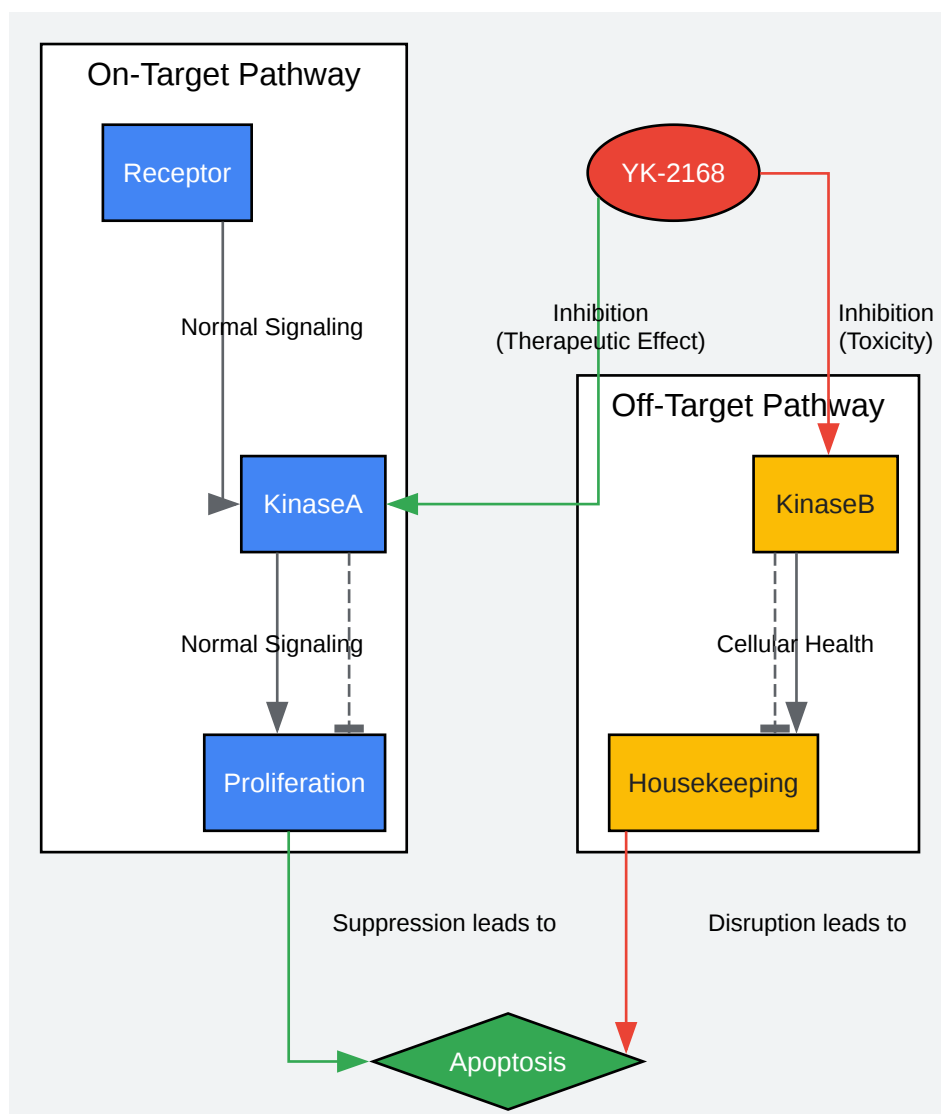 On-Target Pathway
Receptor
YK-2168
Normal Signaling
Inhibition
(Therapeutic Effect)
Inhibition
(Toxicity)
Off-Target Pathway
KinaseA
KinaseB
Normal Signaling
Cellular Health
Proliferation
Housekeeping
Suppression leads to
Disruption leads to
Apoptosis